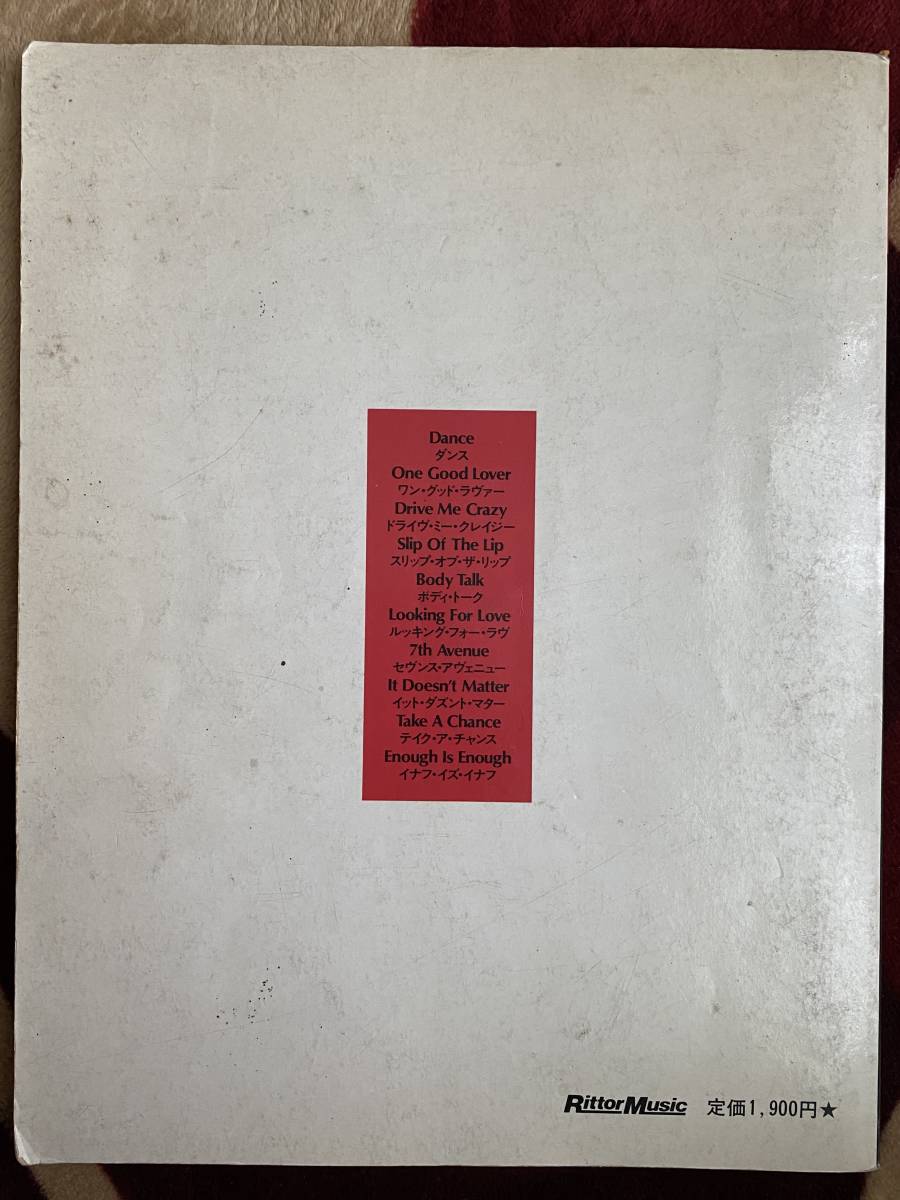 Dance
ダンス
One Good Lover
ワン・グッド・ラヴァー
Drive Me Crazy
ドライヴ・ミー・クレイジー
Slip Of The Lip
スリップ・オブ・ザ・リップ
Body Talk
ボディ・トーク
Looking For Love
ルッキング・フォー・ラヴ
7th Avenue
セヴンス・アヴェニュー
It Doesn't Matter
イット・ダズント・マター
Take A Chance
テイク・ア・チャンス
Enough Is Enough
イナフ・イズ・イナフ
RittorMusic 定価1,900円★